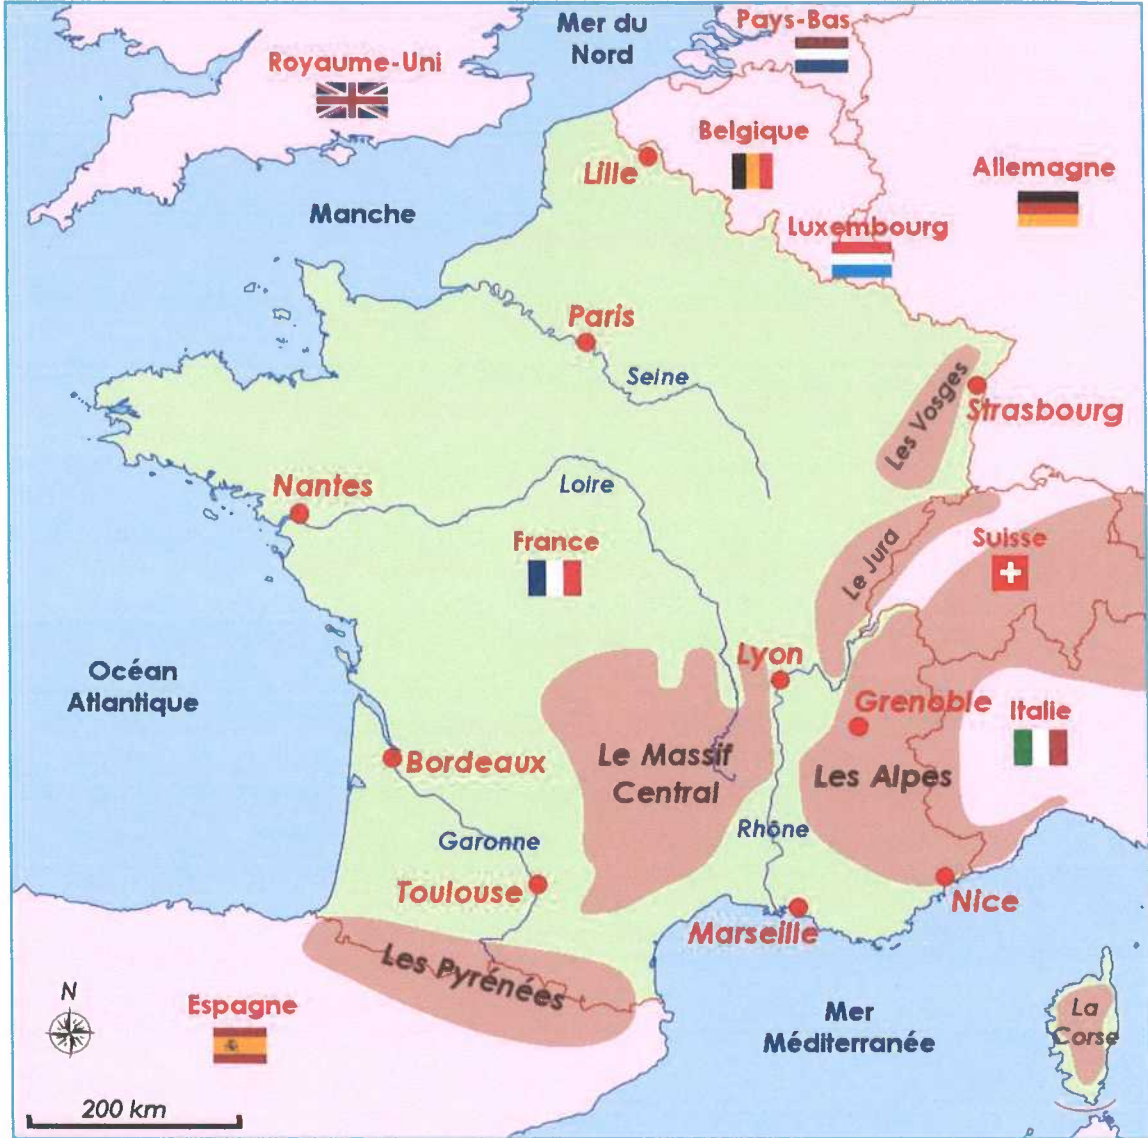 Mer du
Nord
Pays-Bas
Royaume-Uni
Belgique
Lille
Allemagne
Manche
Luxembourg
Paris
Seine
Les Vosges
Strasbourg
Nantes
Loire
France
Le Jura
Suisse
Océan
Atlantique
Lyon
Grenoble
Italie
Bordeaux
Le Massif
Central
Les Alpes
Garonne
Rhône
Toulouse
Nice
Marseille
Les Pyrénées
N
Espagne
Mer
Méditerranée
La
Corse
200 km